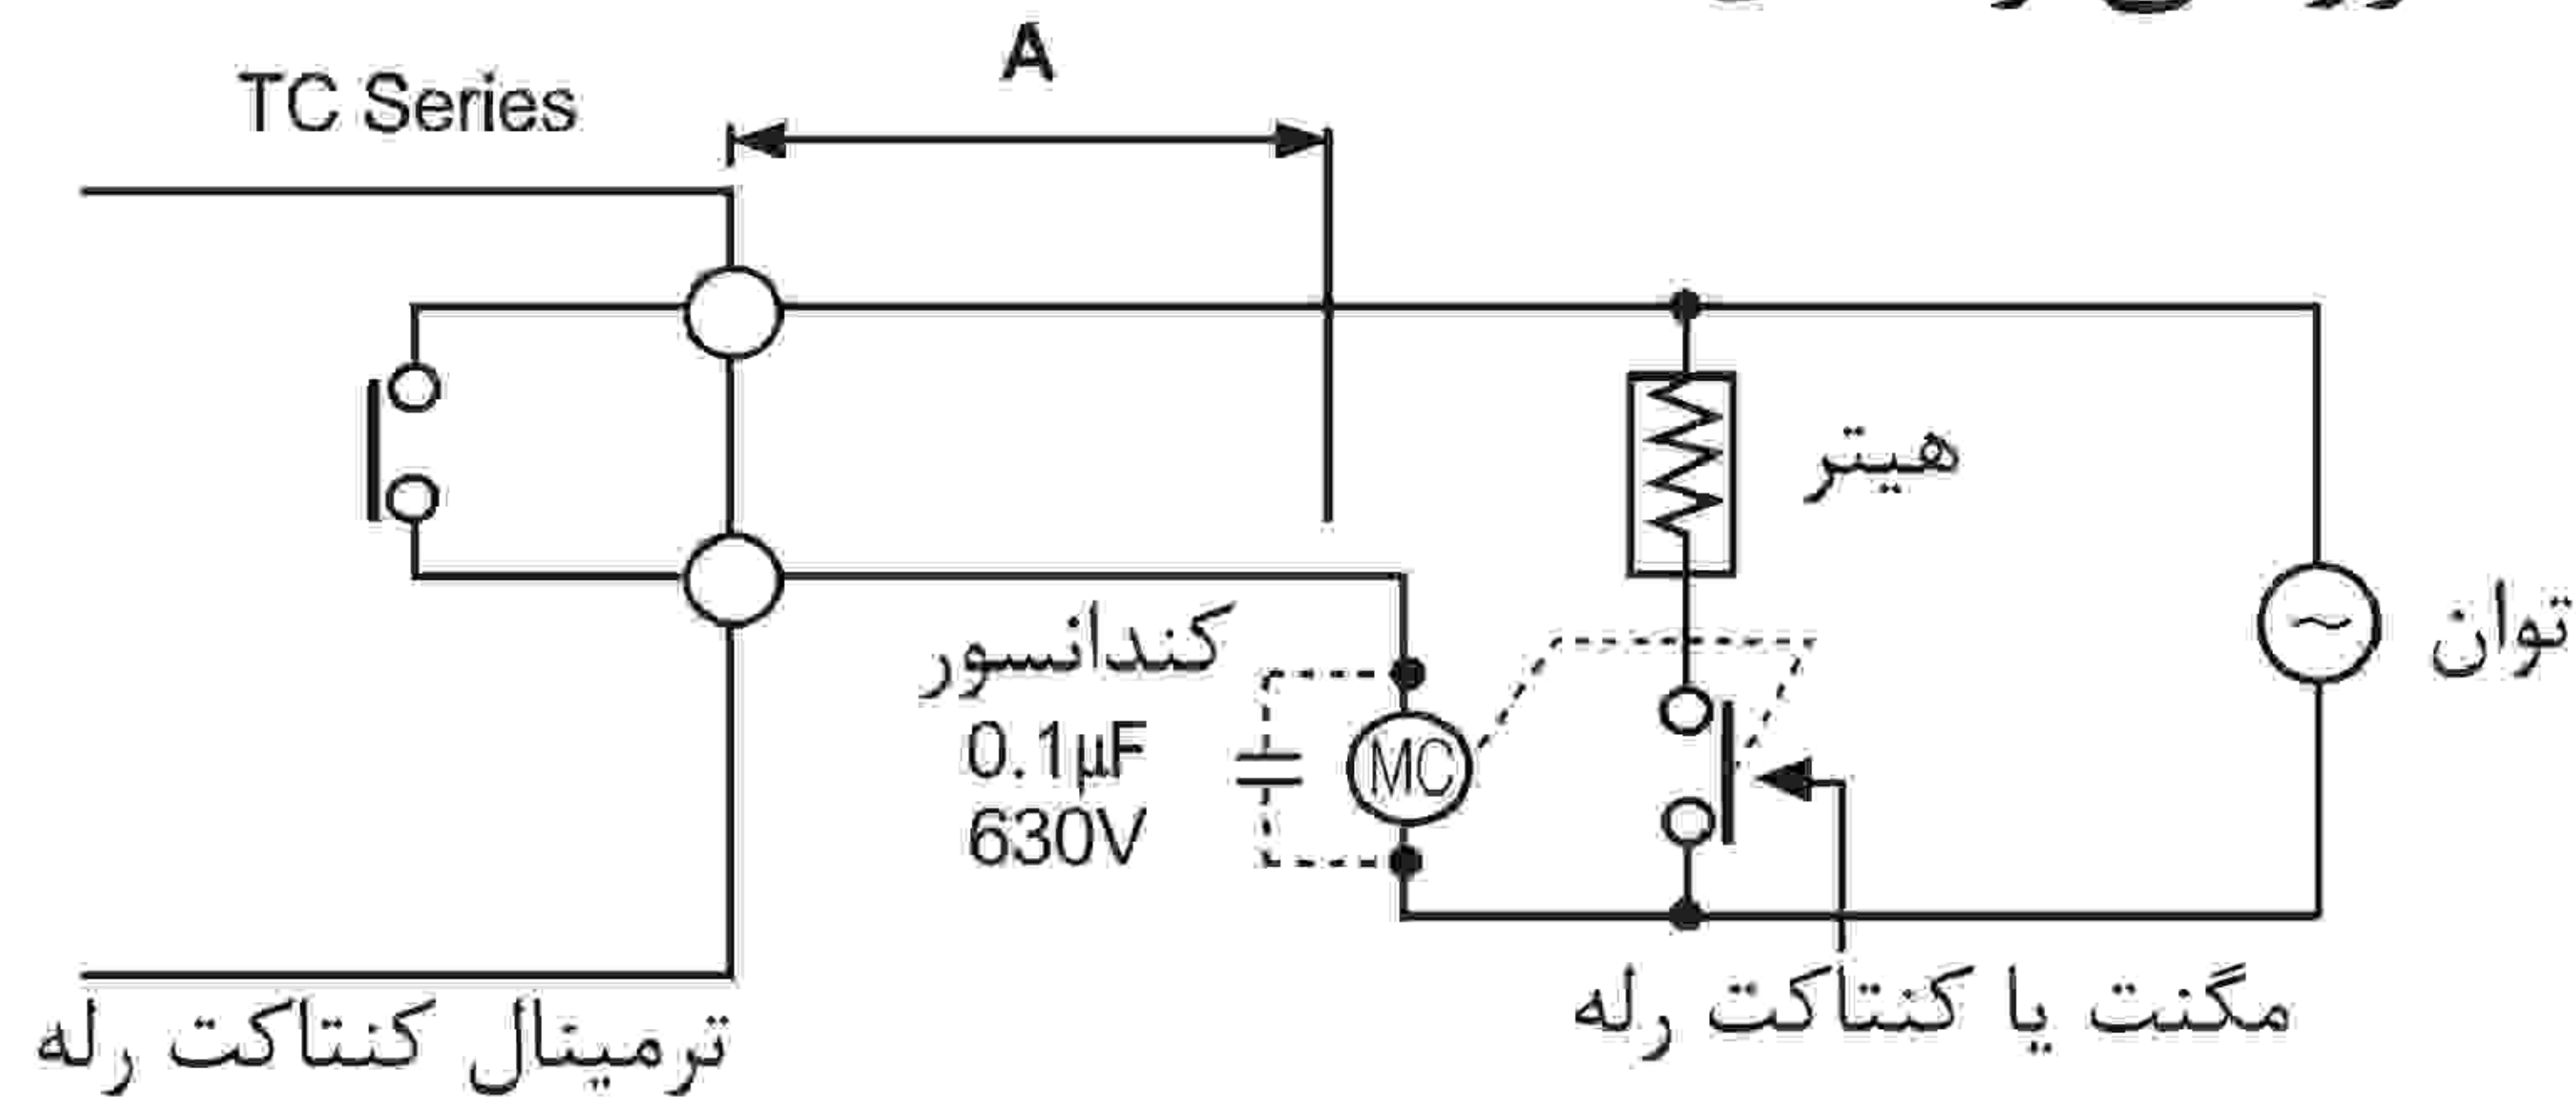 A
TC Series
هیتر
توان
کندانسور
0.1µF
630V
MC
~
مگنت یا کنتاکت رله
ترمینال کنتاکت رله